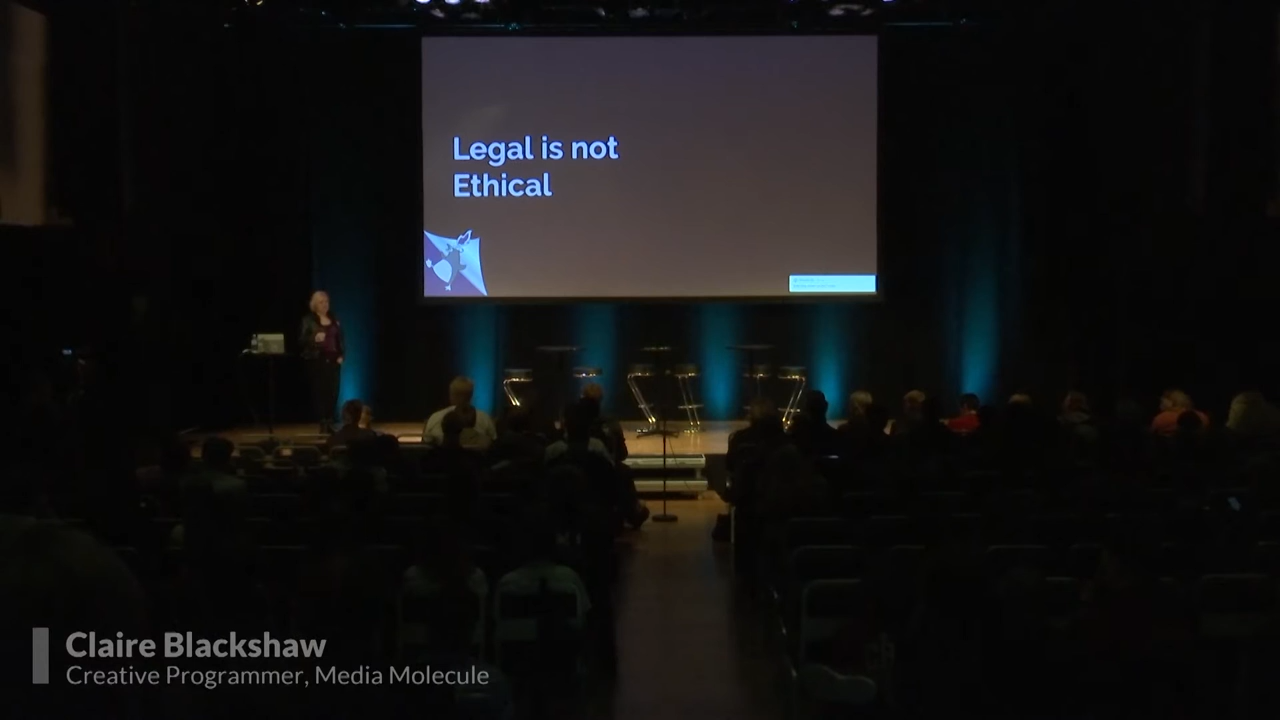 Legal is not
Ethical
Claire Blackshaw
Creative Programmer, Media Molecule